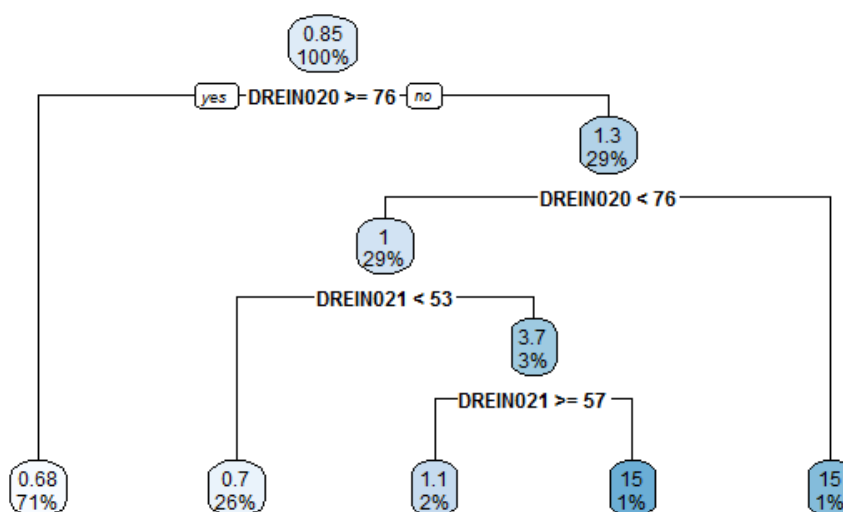 0.85
100%
yes DREIN020 >= 76 no
1.3
29%
DREIN020 < 76
1
29%
DREIN021 < 53
3.7
3%
DREIN021 >= 57
0.68 0.7 1.1 15 15
71% 26% 2% 1% 1%